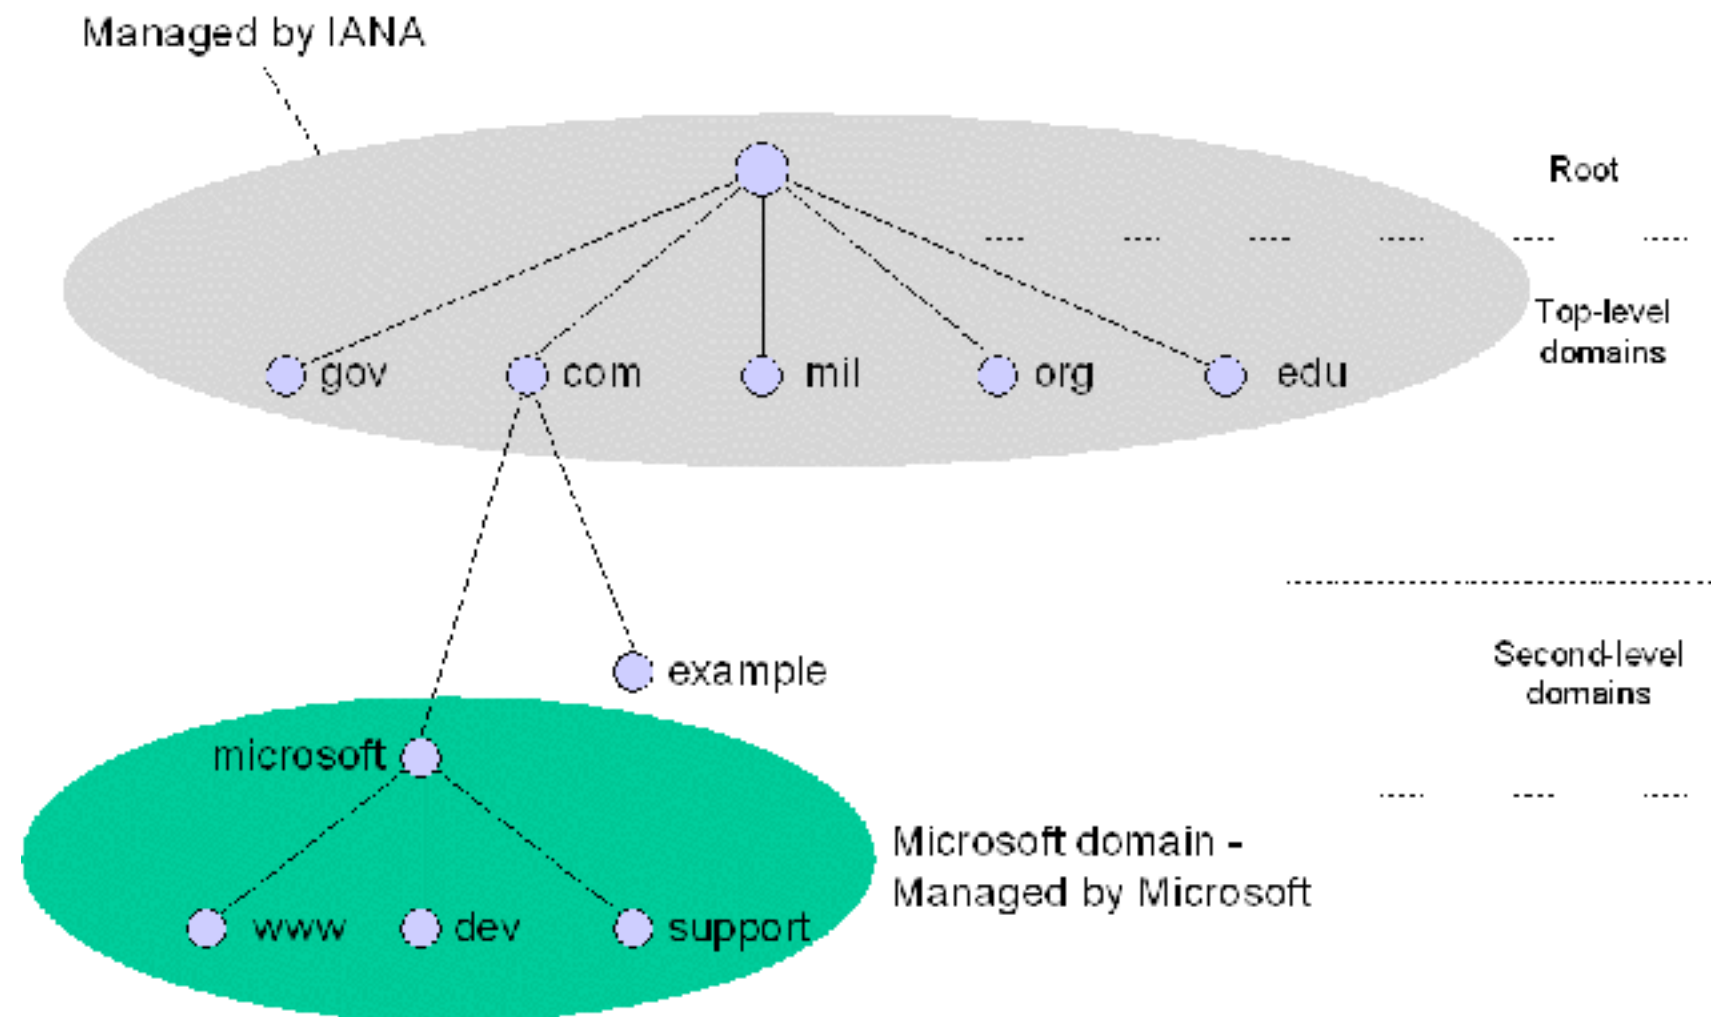 Managed by IANA
Root
Top-level
domains
gov
com
mil
org
edu
Second-level
domains
example
microsoft
Microsoft domain -
Managed by Microsoft
www
dev
support